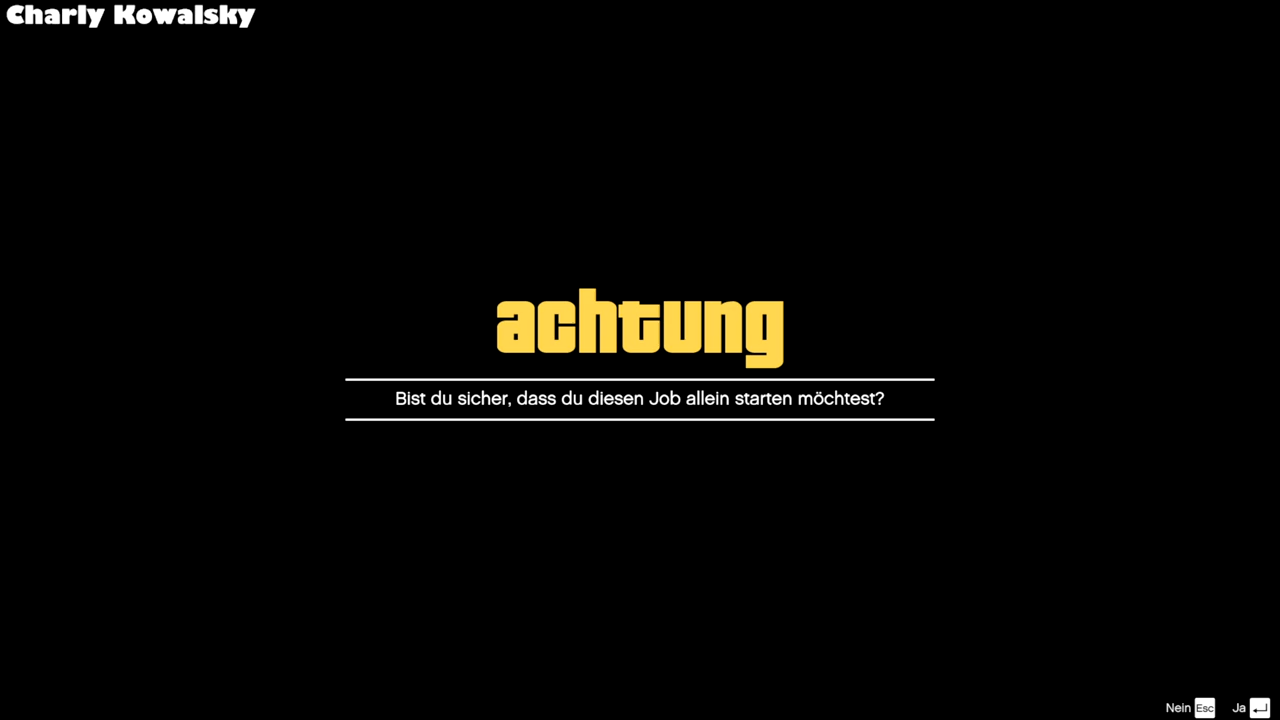 Charly Kowalsky
achtung
Bist du sicher, dass du diesen Job allein starten möchtest?
Nein Esc Ja